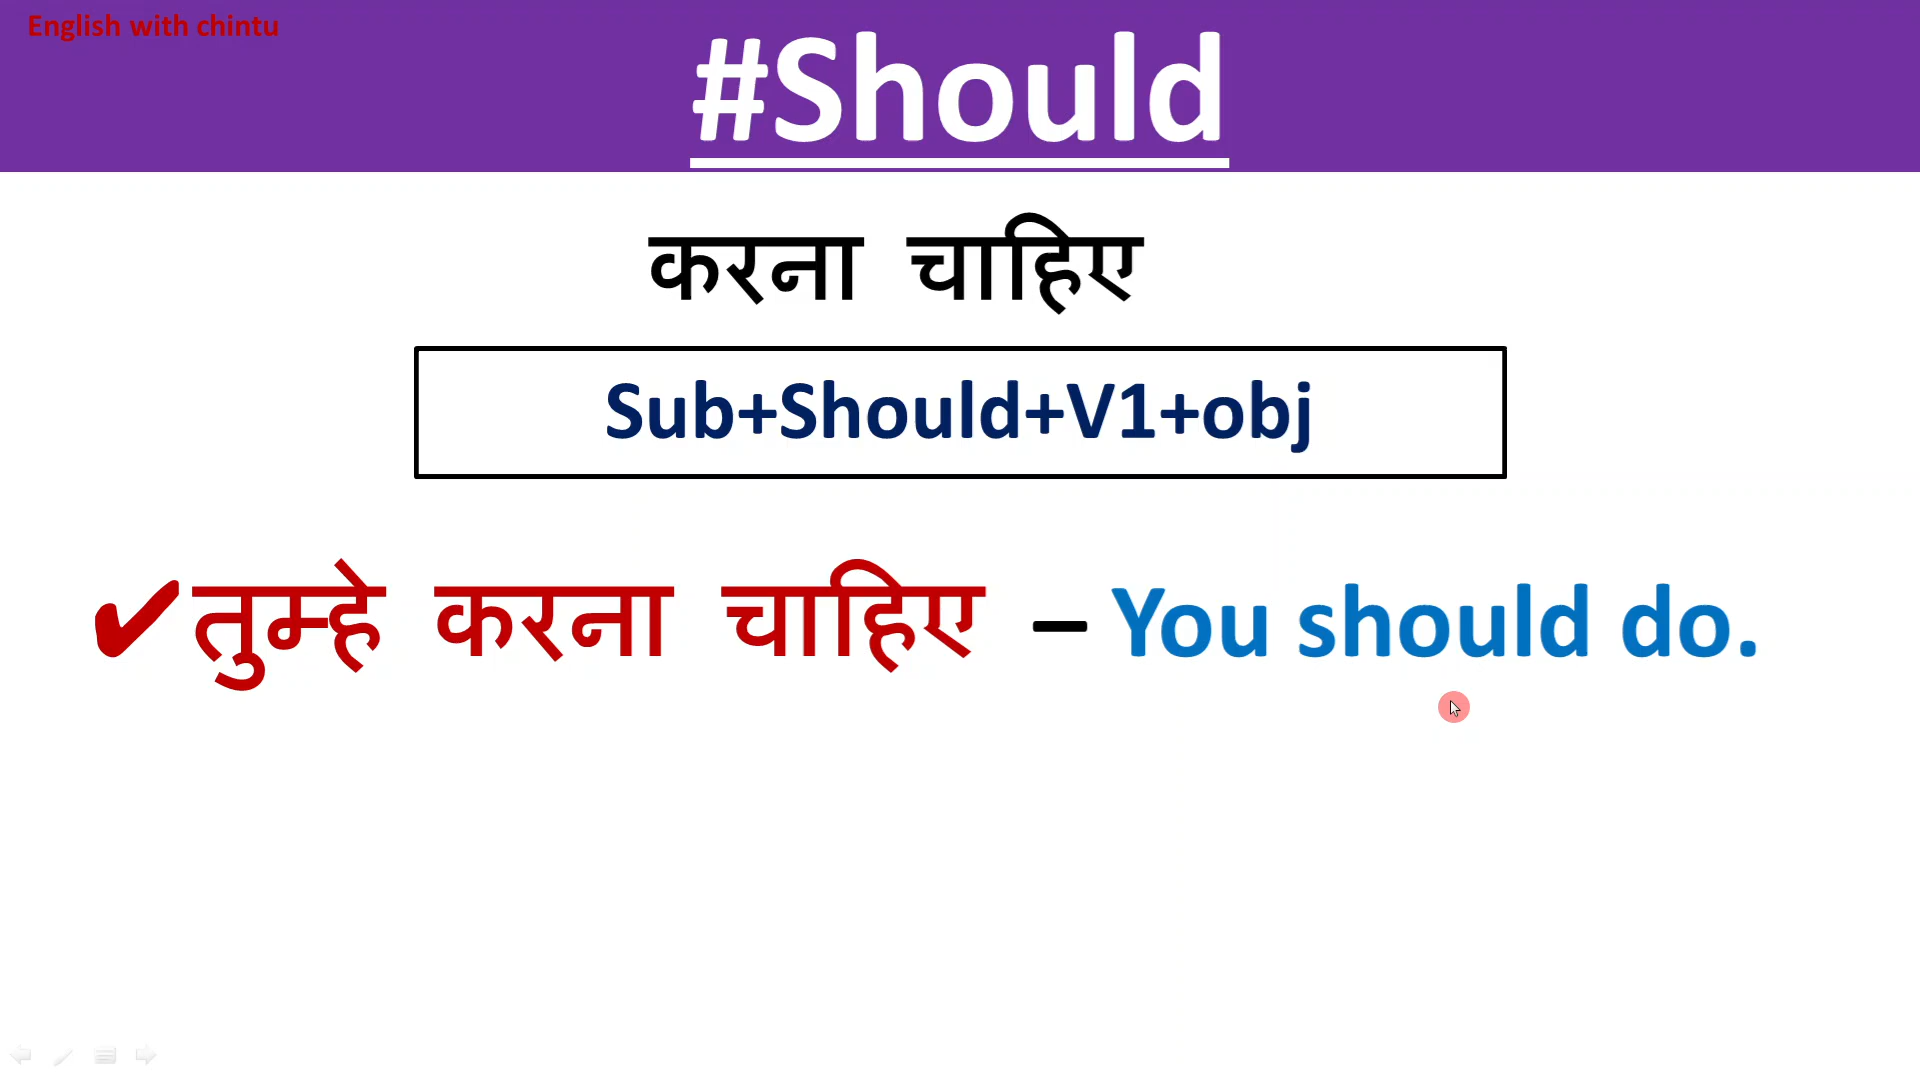 English with chintu
#Should
करना चाहिए
Sub+Should+V1+obj
✔तुम्हे करना चाहिए – You should do.